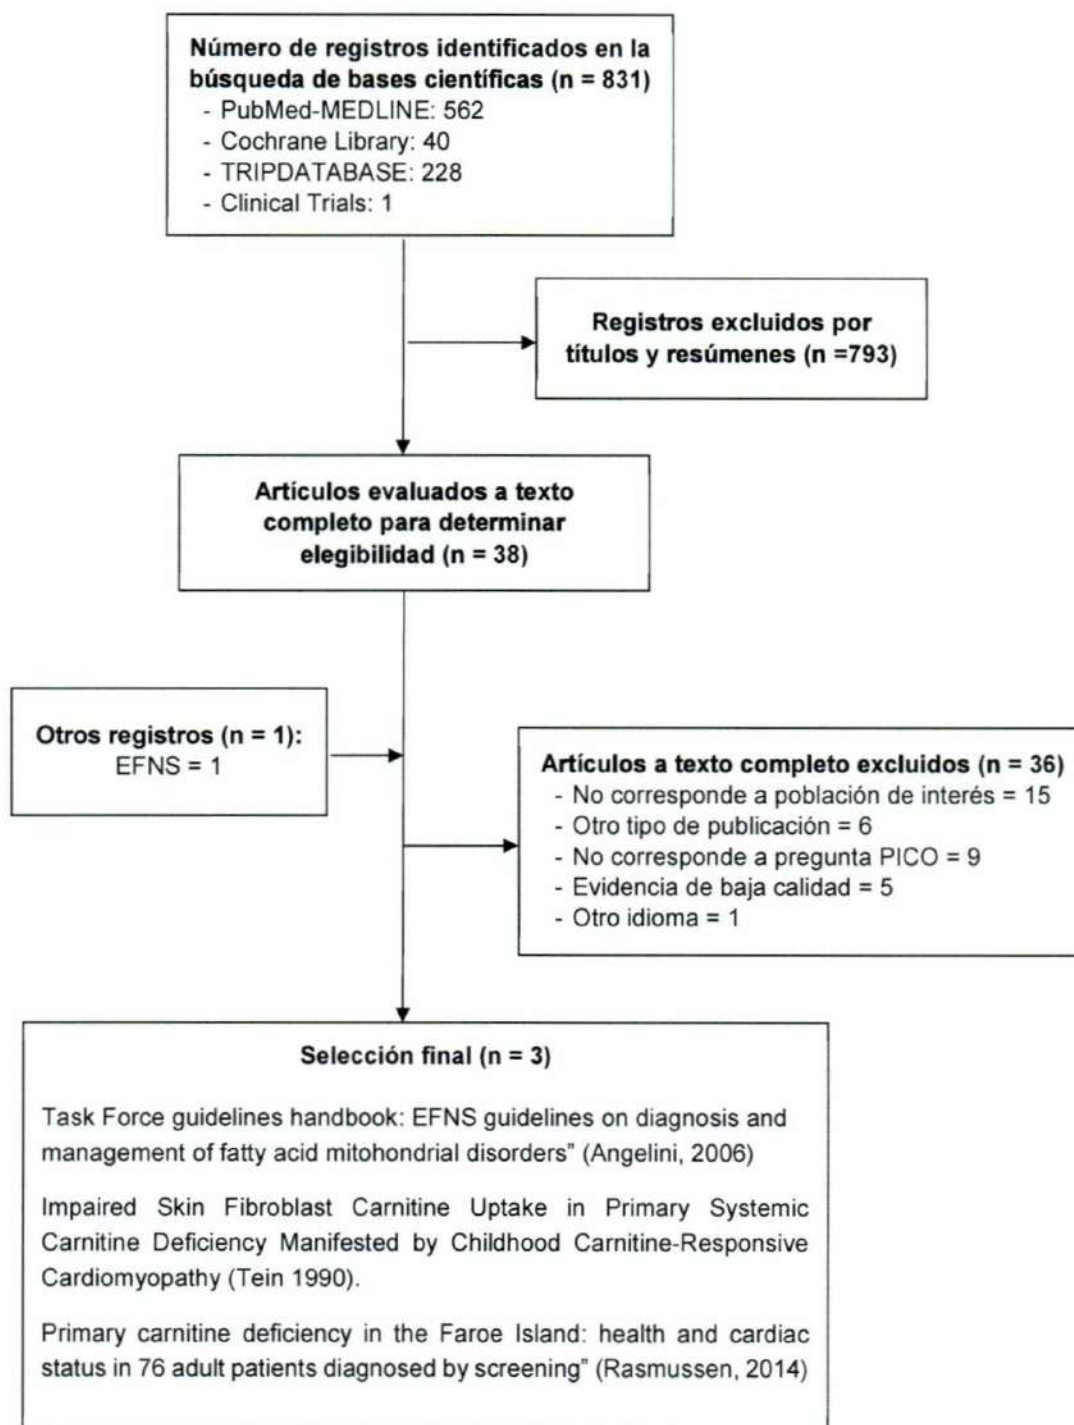 Número de registros identificados en la
búsqueda de bases científicas (n = 831)
- PubMed-MEDLINE: 562
- Cochrane Library: 40
- TRIPDATABASE: 228
- Clinical Trials: 1
Registros excluidos por
títulos y resúmenes (n =793)
Artículos evaluados a texto
completo para determinar
elegibilidad (n = 38)
Otros registros (n = 1):
EFNS = 1
Artículos a texto completo excluidos (n = 36)
- No corresponde a población de interés = 15
- Otro tipo de publicación = 6
- No corresponde a pregunta PICO = 9
- Evidencia de baja calidad = 5
- Otro idioma = 1
Selección final (n = 3)
Task Force guidelines handbook: EFNS guidelines on diagnosis and
management of fatty acid mitohondrial disorders” (Angelini, 2006)
Impaired Skin Fibroblast Carnitine Uptake in Primary Systemic
Carnitine Deficiency Manifested by Childhood Carnitine-Responsive
Cardiomyopathy (Tein 1990).
Primary carnitine deficiency in the Faroe Island: health and cardiac
status in 76 adult patients diagnosed by screening” (Rasmussen, 2014)